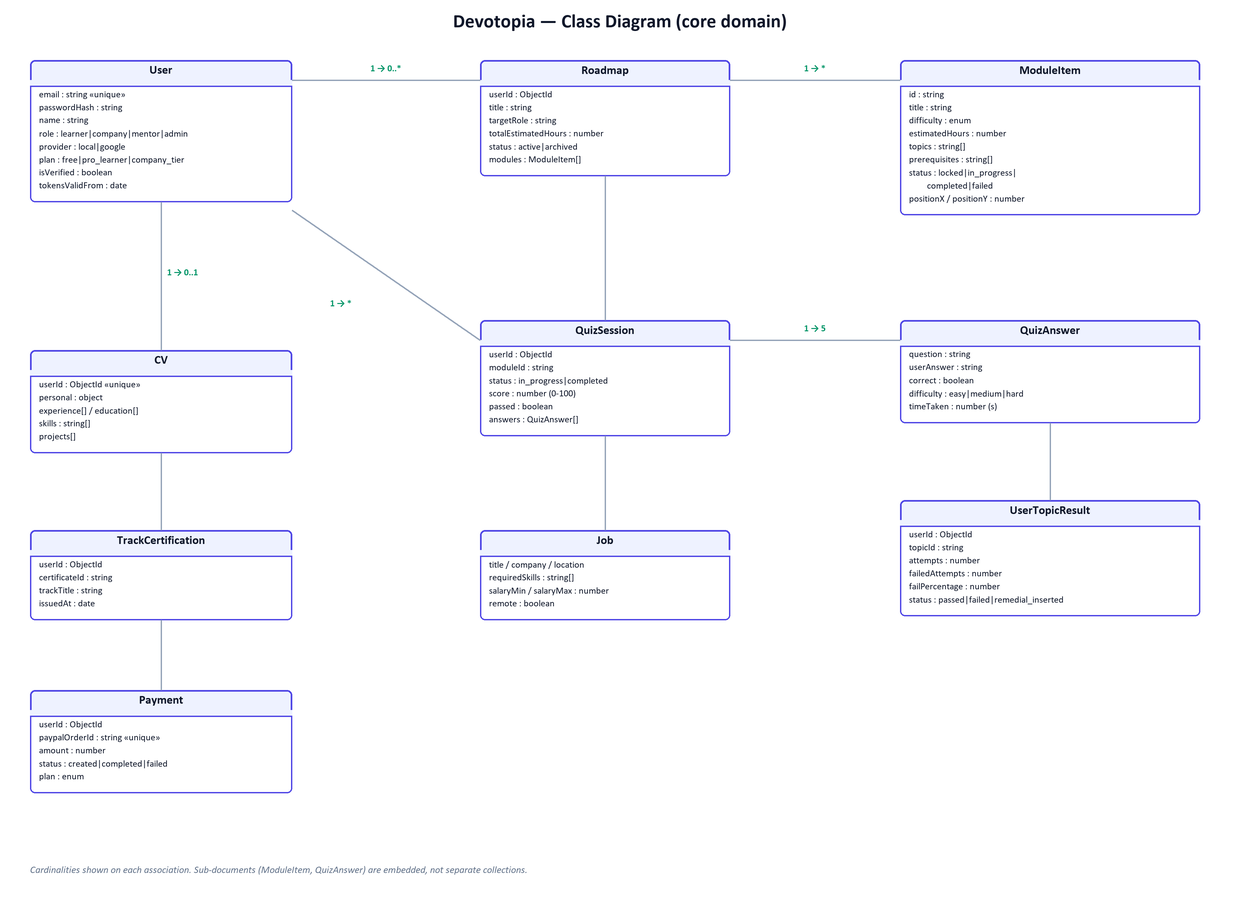 Devotopia — Class Diagram (core domain)
User
email : string «unique»
passwordHash : string
name : string
role : learner|company|mentor|admin
provider : local|google
plan : free|pro_learner|company_tier
isVerified : boolean
tokensValidFrom : date
1 → 0..*
Roadmap
userId : ObjectId
title : string
targetRole : string
totalEstimatedHours : number
status : active|archived
modules : ModuleItem[]
1 → *
ModuleItem
id : string
title : string
difficulty : enum
estimatedHours : number
topics : string[]
prerequisites : string[]
status : locked|in_progress|
completed|failed
positionX / positionY : number
1 → 0..1
1 → *
CV
userId : ObjectId «unique»
personal : object
experience[] / education[]
skills : string[]
projects[]
QuizSession
userId : ObjectId
moduleId : string
status : in_progress|completed
score : number (0-100)
passed : boolean
answers : QuizAnswer[]
1 → 5
QuizAnswer
question : string
userAnswer : string
correct : boolean
difficulty : easy|medium|hard
timeTaken : number (s)
TrackCertification
userId : ObjectId
certificateId : string
trackTitle : string
issuedAt : date
Job
title / company / location
requiredSkills : string[]
salaryMin / salaryMax : number
remote : boolean
UserTopicResult
userId : ObjectId
topicId : string
attempts : number
failedAttempts : number
failPercentage : number
status : passed|failed|remedial_inserted
Payment
userId : ObjectId
paypalOrderId : string «unique»
amount : number
status : created|completed|failed
plan : enum
Cardinalities shown on each association. Sub-documents (ModuleItem, QuizAnswer) are embedded, not separate collections.